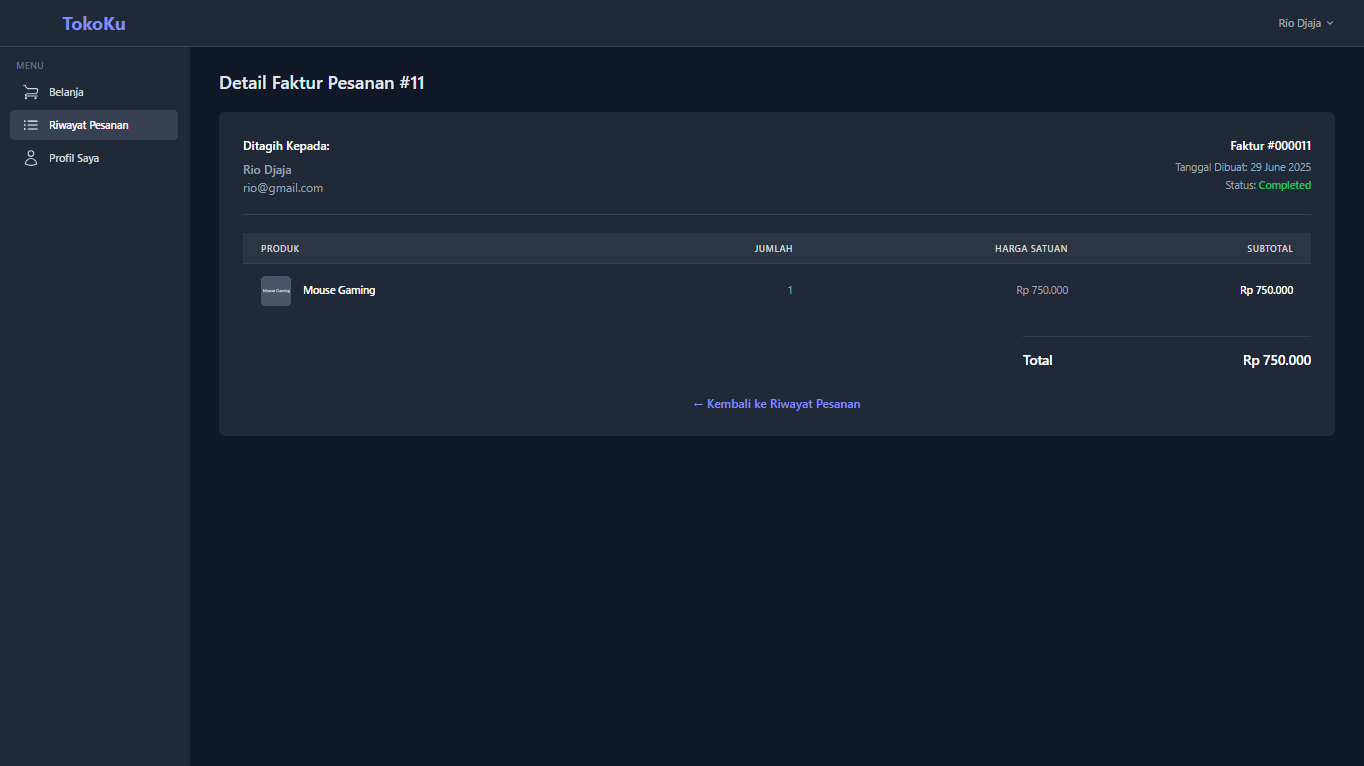 TokoKu
Rio Djaja
MENU
Belanja
Riwayat Pesanan
Profil Saya
Detail Faktur Pesanan #11
Ditagih Kepada:
Rio Djaja
rio@gmail.com
Faktur #000011
Tanggal Dibuat: 29 June 2025
Status: Completed
PRODUK JUMLAH HARGA SATUAN SUBTOTAL
Mouse Gaming Mouse Gaming 1 Rp 750.000 Rp 750.000
Total Rp 750.000
← Kembali ke Riwayat Pesanan